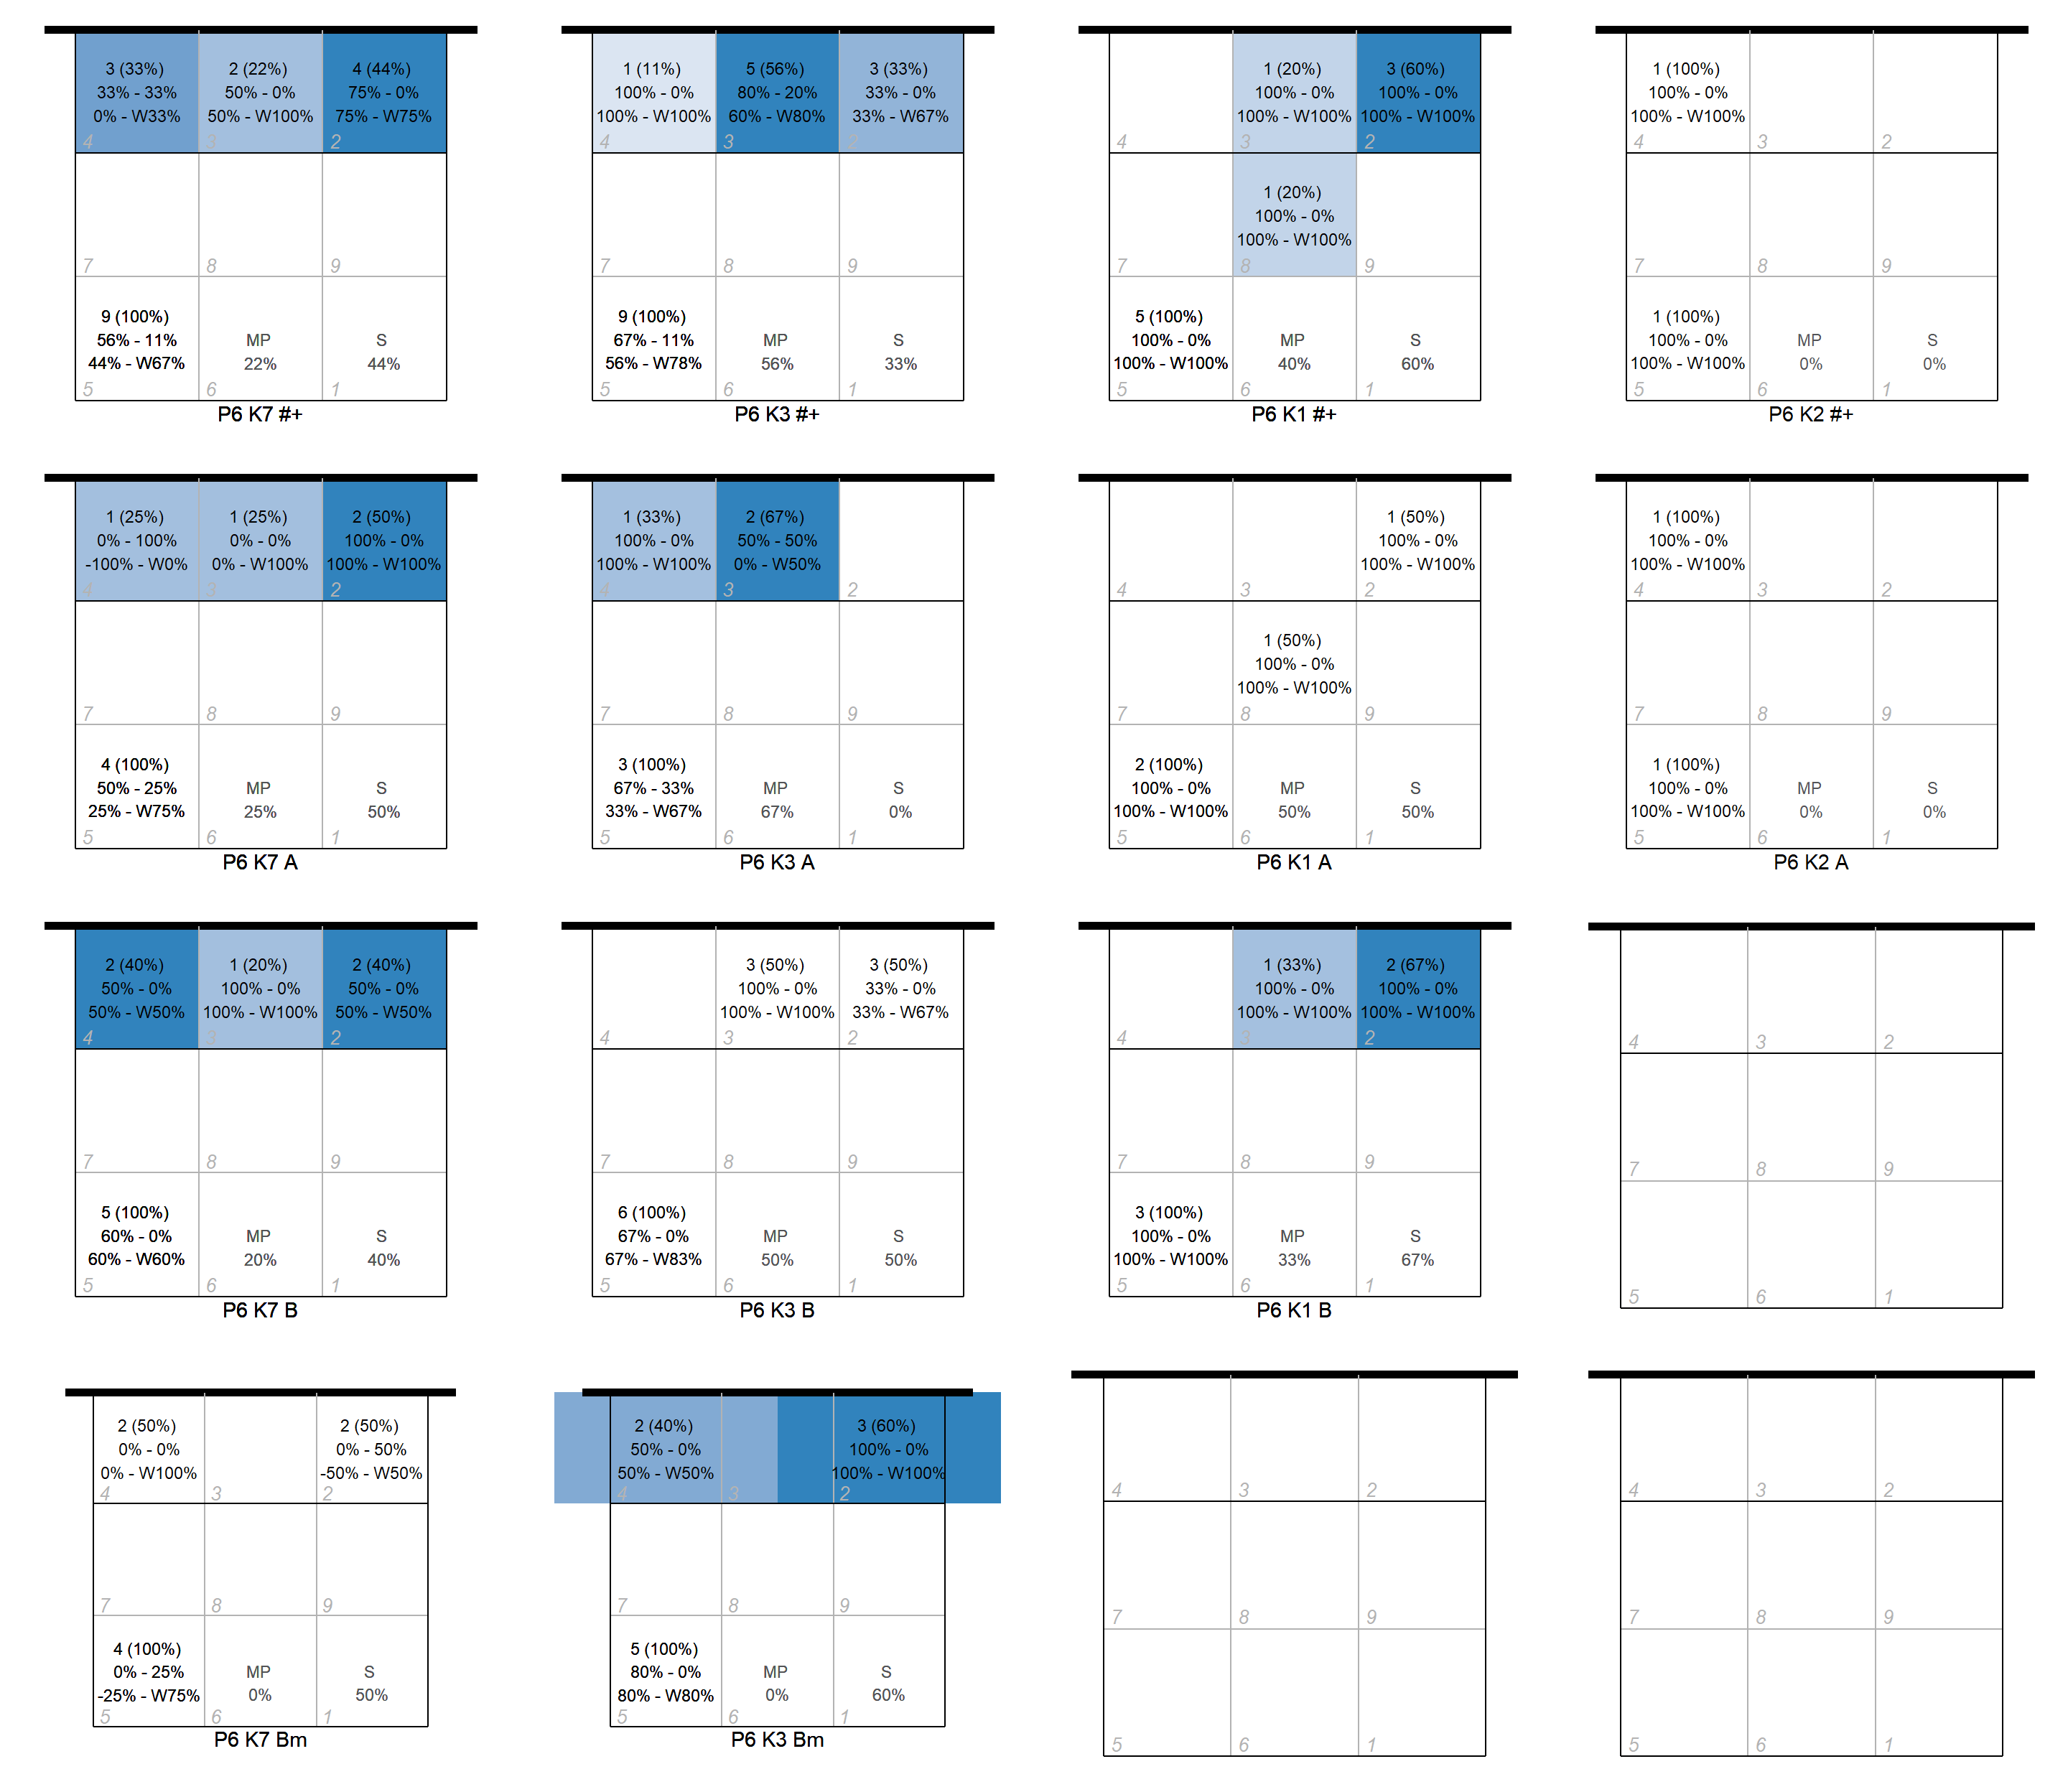 3 (33%)
33% - 33%
0% - W33%
4
2 (22%)
50% - 0%
50% - W100%
3
4 (44%)
75% - 0%
75% - W75%
2
7
8
9
9 (100%)
56% - 11%
44% - W67%
5
MP
22%
6
S
44%
1
P6 K7 #+
1 (11%)
100% - 0%
100% - W100%
4
5 (56%)
80% - 20%
60% - W80%
3
3 (33%)
33% - 0%
33% - W67%
2
7
8
9
9 (100%)
67% - 11%
56% - W78%
5
MP
56%
6
S
33%
1
P6 K3 #+
4
1 (20%)
100% - 0%
100% - W100%
3
3 (60%)
100% - 0%
100% - W100%
2
7
1 (20%)
100% - 0%
100% - W100%
8
9
5 (100%)
100% - 0%
100% - W100%
5
MP
40%
6
S
60%
1
P6 K1 #+
1 (100%)
100% - 0%
100% - W100%
4
3
2
7
8
9
1 (100%)
100% - 0%
100% - W100%
5
MP
0%
6
S
0%
1
P6 K2 #+
1 (25%)
0% - 100%
-100% - W0%
4
1 (25%)
0% - 0%
0% - W100%
3
2 (50%)
100% - 0%
100% - W100%
2
7
8
9
4 (100%)
50% - 25%
25% - W75%
5
MP
25%
6
S
50%
1
P6 K7 A
1 (33%)
100% - 0%
100% - W100%
4
2 (67%)
50% - 50%
0% - W50%
3
2
7
8
9
3 (100%)
67% - 33%
33% - W67%
5
MP
67%
6
S
0%
1
P6 K3 A
4
3
1 (50%)
100% - 0%
100% - W100%
2
7
1 (50%)
100% - 0%
100% - W100%
8
9
2 (100%)
100% - 0%
100% - W100%
5
MP
50%
6
S
50%
1
P6 K1 A
1 (100%)
100% - 0%
100% - W100%
4
3
2
7
8
9
1 (100%)
100% - 0%
100% - W100%
5
MP
0%
6
S
0%
1
P6 K2 A
2 (40%)
50% - 0%
50% - W50%
4
1 (20%)
100% - 0%
100% - W100%
3
2 (40%)
50% - 0%
50% - W50%
2
7
8
9
5 (100%)
60% - 0%
60% - W60%
5
MP
20%
6
S
40%
1
P6 K7 B
4
3 (50%)
100% - 0%
100% - W100%
3
3 (50%)
33% - 0%
33% - W67%
2
7
8
9
6 (100%)
67% - 0%
67% - W83%
5
MP
50%
6
S
50%
1
P6 K3 B
4
1 (33%)
100% - 0%
100% - W100%
3
2 (67%)
100% - 0%
100% - W100%
2
7
8
9
3 (100%)
100% - 0%
100% - W100%
5
MP
33%
6
S
67%
1
P6 K1 B
4
3
2
7
8
9
5
6
1
2 (50%)
0% - 0%
0% - W100%
4
3
2 (50%)
0% - 50%
-50% - W50%
2
7
8
9
4 (100%)
0% - 25%
-25% - W75%
5
MP
0%
6
S
50%
1
P6 K7 Bm
2 (40%)
50% - 0%
50% - W50%
4
3
3 (60%)
100% - 0%
100% - W100%
2
7
8
9
5 (100%)
80% - 0%
80% - W80%
5
MP
0%
6
S
60%
1
P6 K3 Bm
4
3
2
7
8
9
5
6
1
4
3
2
7
8
9
5
6
1